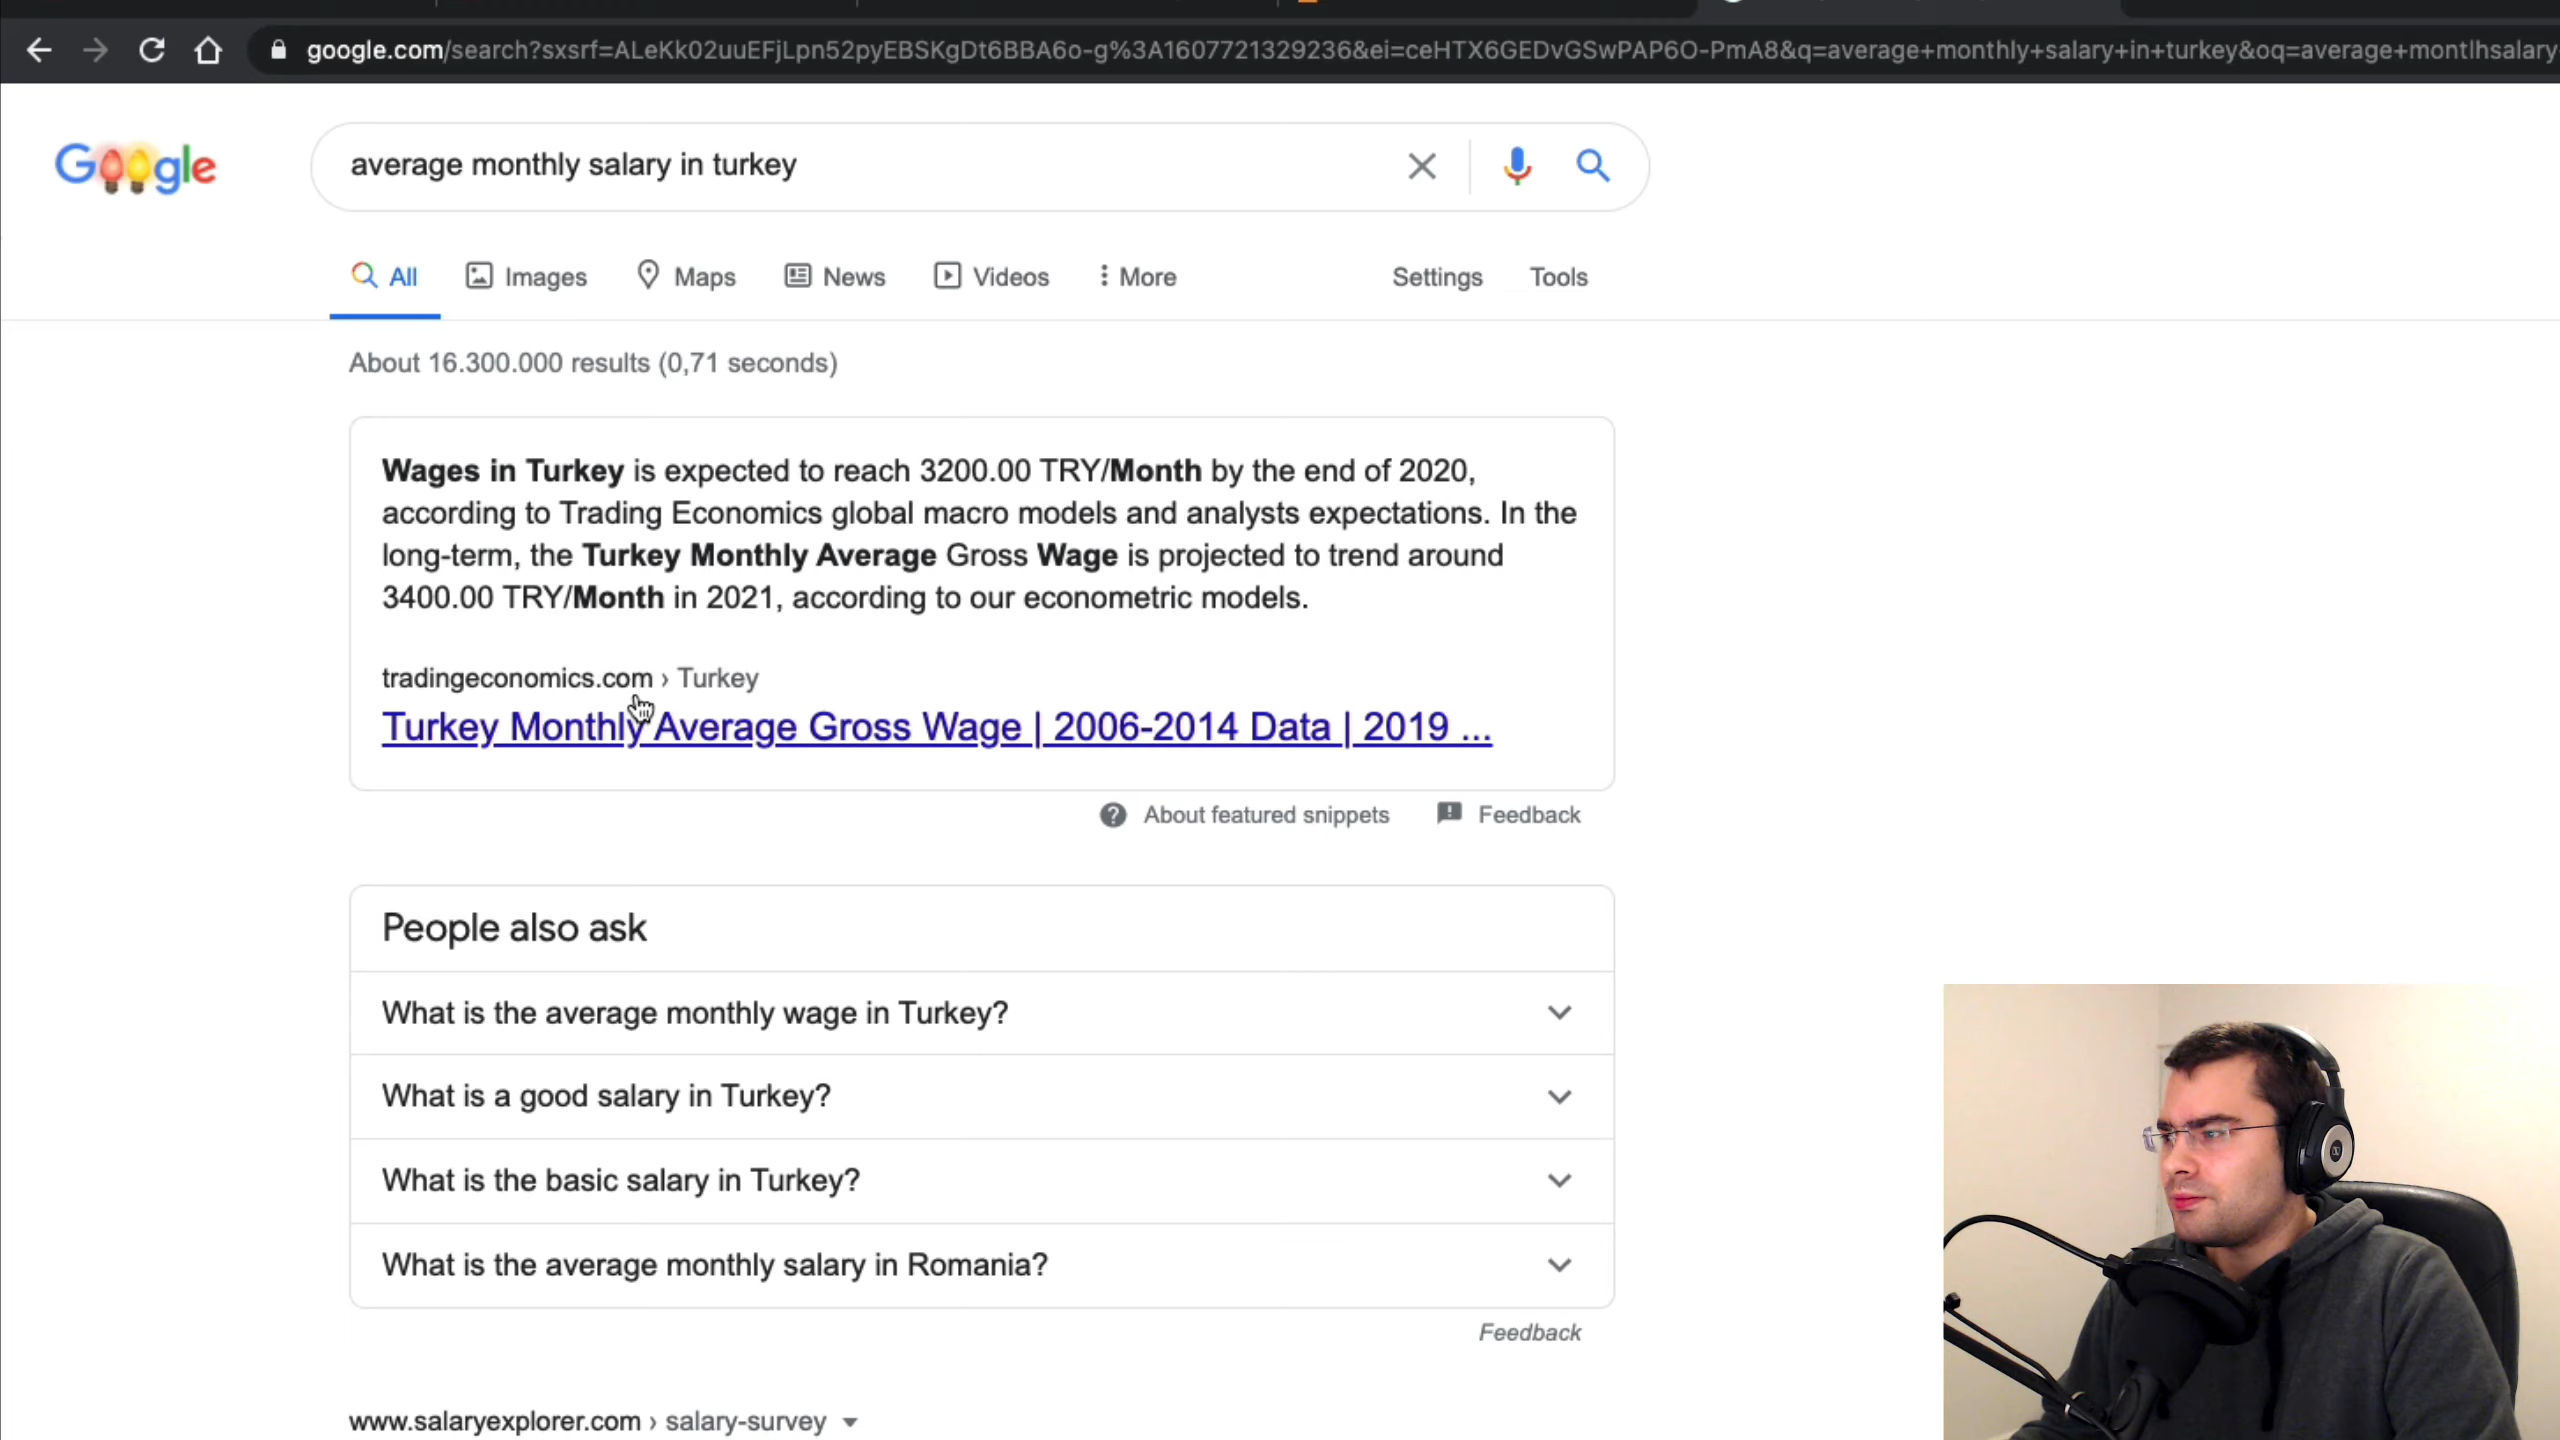 google.com/search?sxsrf=ALeKk02uuEFjLpn52pyEBSKgDt6BBA6o-g%3A1607721329236&ei=ceHTX6GEDvGSwPAP6O-PmA8&q=average+monthly+salary+in+turkey&oq=average+montlhsalary
Google
average monthly salary in turkey
All Images Maps News Videos More Settings Tools
About 16.300.000 results (0,71 seconds)
Wages in Turkey is expected to reach 3200.00 TRY/Month by the end of 2020,
according to Trading Economics global macro models and analysts expectations. In the
long-term, the Turkey Monthly Average Gross Wage is projected to trend around
3400.00 TRY/Month in 2021, according to our econometric models.
tradingeconomics.com › Turkey
Turkey Monthly Average Gross Wage | 2006-2014 Data | 2019 ...
About featured snippets Feedback
People also ask
What is the average monthly wage in Turkey?
What is a good salary in Turkey?
What is the basic salary in Turkey?
What is the average monthly salary in Romania?
Feedback
www.salaryexplorer.com › salary-survey